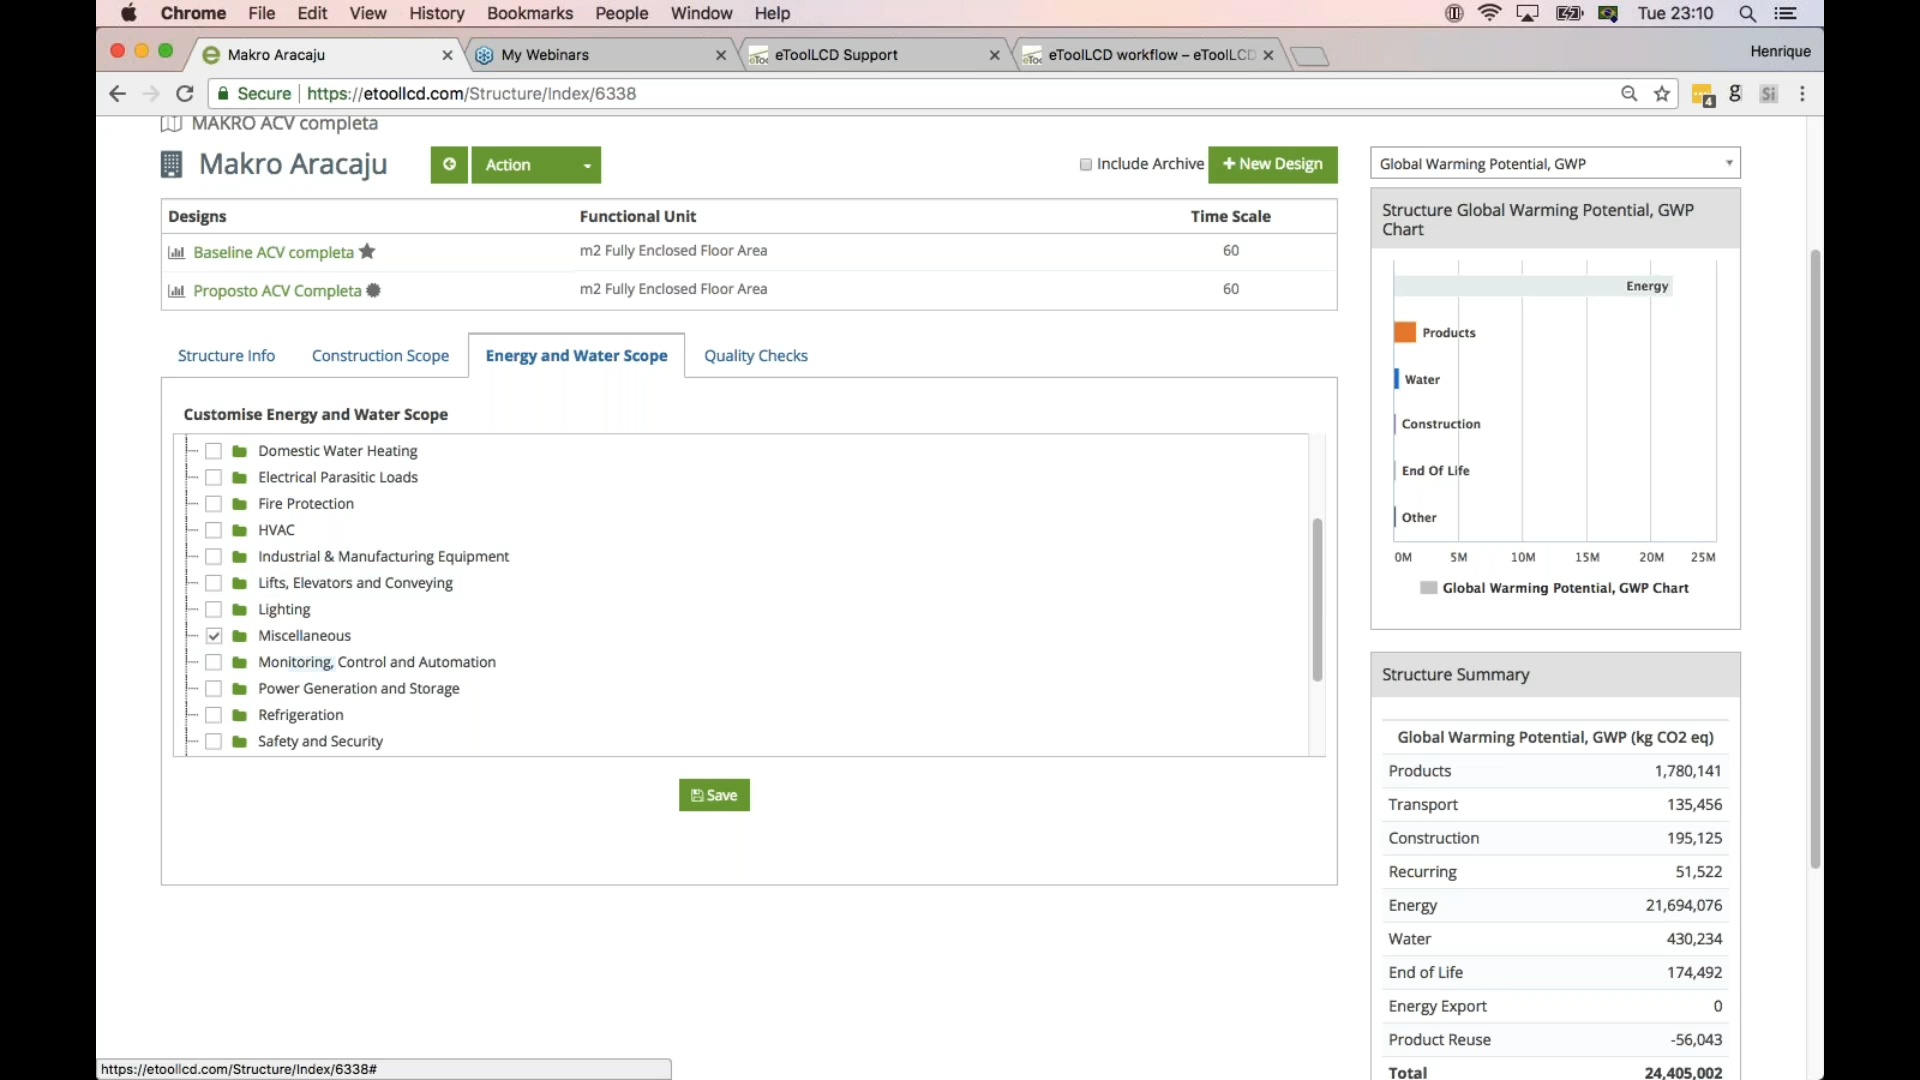 Chrome File Edit View History Bookmarks People Window Help Tue 23:10
Makro Aracaju My Webinars eToolLCD Support eToolLCD workflow – eToolLCD Henrique
Secure https://etoollcd.com/Structure/Index/6338 4 g Si
MAKRO ACV completa
Makro Aracaju Action Include Archive + New Design Global Warming Potential, GWP
Designs Functional Unit Time Scale
Baseline ACV completa m2 Fully Enclosed Floor Area 60
Proposto ACV Completa m2 Fully Enclosed Floor Area 60
Structure Info Construction Scope Energy and Water Scope Quality Checks
Customise Energy and Water Scope
Domestic Water Heating
Electrical Parasitic Loads
Fire Protection
HVAC
Industrial & Manufacturing Equipment
Lifts, Elevators and Conveying
Lighting
Miscellaneous
Monitoring, Control and Automation
Power Generation and Storage
Refrigeration
Safety and Security
Save
Structure Global Warming Potential, GWP
Chart
Energy
Products
Water
Construction
End Of Life
Other
0M 5M 10M 15M 20M 25M
Global Warming Potential, GWP Chart
Structure Summary
Global Warming Potential, GWP (kg CO2 eq)
Products 1,780,141
Transport 135,456
Construction 195,125
Recurring 51,522
Energy 21,694,076
Water 430,234
End of Life 174,492
Energy Export 0
Product Reuse -56,043
Total 24,405,002
https://etoollcd.com/Structure/Index/6338#